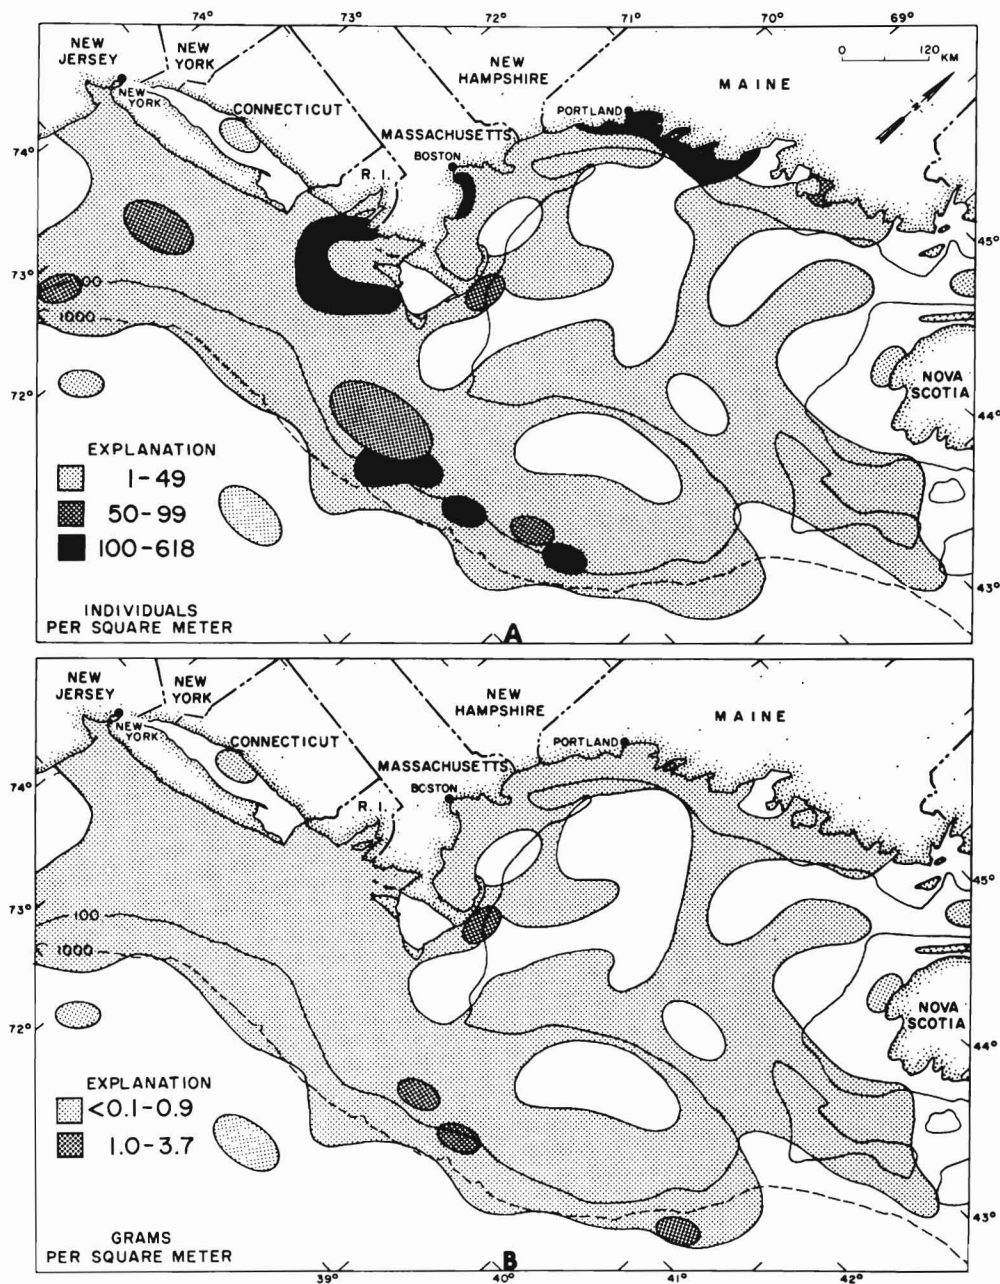 74° 73° 72° 71° 70° 69°
NEW JERSEY
NEW YORK
NEW YORK
CONNECTICUT
R. I.
MASSACHUSETTS
BOSTON
NEW HAMPSHIRE
PORTLAND
MAINE
0 120 KM
74°
73°
72°
1000
45°
44°
43°
NOVA SCOTIA
EXPLANATION
1-49
50-99
100-618
INDIVIDUALS
PER SQUARE METER
A
NEW JERSEY
NEW YORK
NEW YORK
CONNECTICUT
R. I.
MASSACHUSETTS
BOSTON
NEW HAMPSHIRE
PORTLAND
MAINE
74°
73°
72°
100
1000
45°
44°
43°
NOVA SCOTIA
EXPLANATION
<0.1-0.9
1.0-3.7
GRAMS
PER SQUARE METER
B
39° 40° 41° 42°